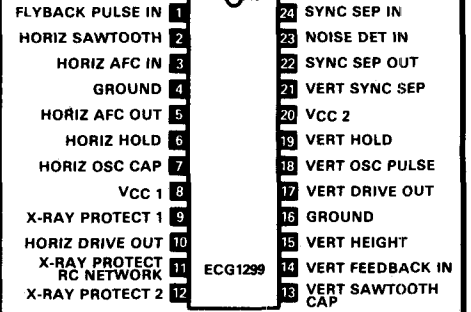 FLYBACK PULSE IN 1
HORIZ SAWTOOTH 2
HORIZ AFC IN 3
GROUND 4
HORIZ AFC OUT 5
HORIZ HOLD 6
HORIZ OSC CAP 7
VCC 1 8
X-RAY PROTECT 1 9
HORIZ DRIVE OUT 10
X-RAY PROTECT
RC NETWORK 11
X-RAY PROTECT 2 12
ECG1299
24 SYNC SEP IN
23 NOISE DET IN
22 SYNC SEP OUT
21 VERT SYNC SEP
20 VCC 2
19 VERT HOLD
18 VERT OSC PULSE
17 VERT DRIVE OUT
16 GROUND
15 VERT HEIGHT
14 VERT FEEDBACK IN
13 VERT SAWTOOTH
CAP